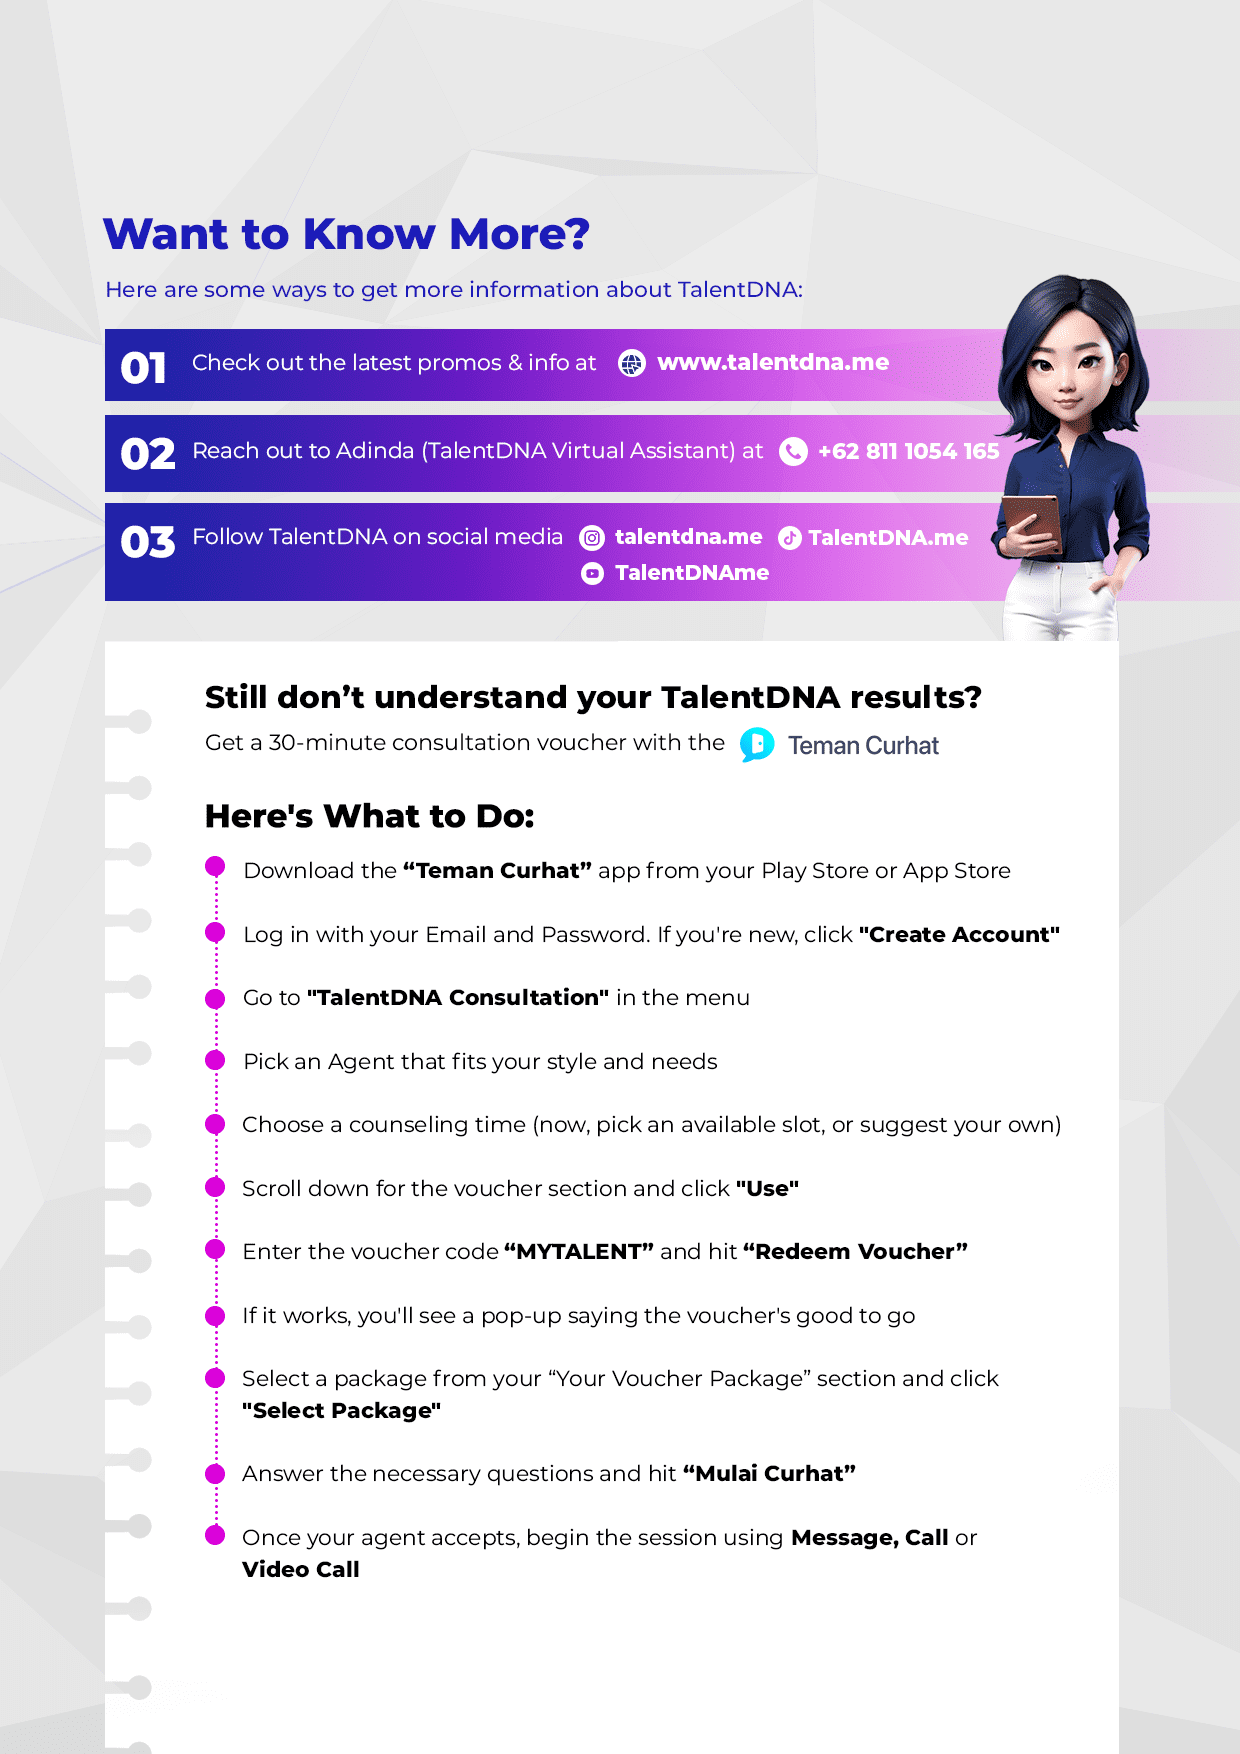 Want to Know More?
Here are some ways to get more information about TalentDNA:
01 Check out the latest promos & info at www.talentdna.me
02 Reach out to Adinda (TalentDNA Virtual Assistant) at +62 811 1054 165
03 Follow TalentDNA on social media talentdna.me TalentDNA.me
TalentDNAme
Still don’t understand your TalentDNA results?
Get a 30-minute consultation voucher with the Teman Curhat
Here's What to Do:
Download the “Teman Curhat” app from your Play Store or App Store
Log in with your Email and Password. If you're new, click "Create Account"
Go to "TalentDNA Consultation" in the menu
Pick an Agent that fits your style and needs
Choose a counseling time (now, pick an available slot, or suggest your own)
Scroll down for the voucher section and click "Use"
Enter the voucher code “MYTALENT” and hit “Redeem Voucher”
If it works, you'll see a pop-up saying the voucher's good to go
Select a package from your “Your Voucher Package” section and click
"Select Package"
Answer the necessary questions and hit “Mulai Curhat”
Once your agent accepts, begin the session using Message, Call or
Video Call